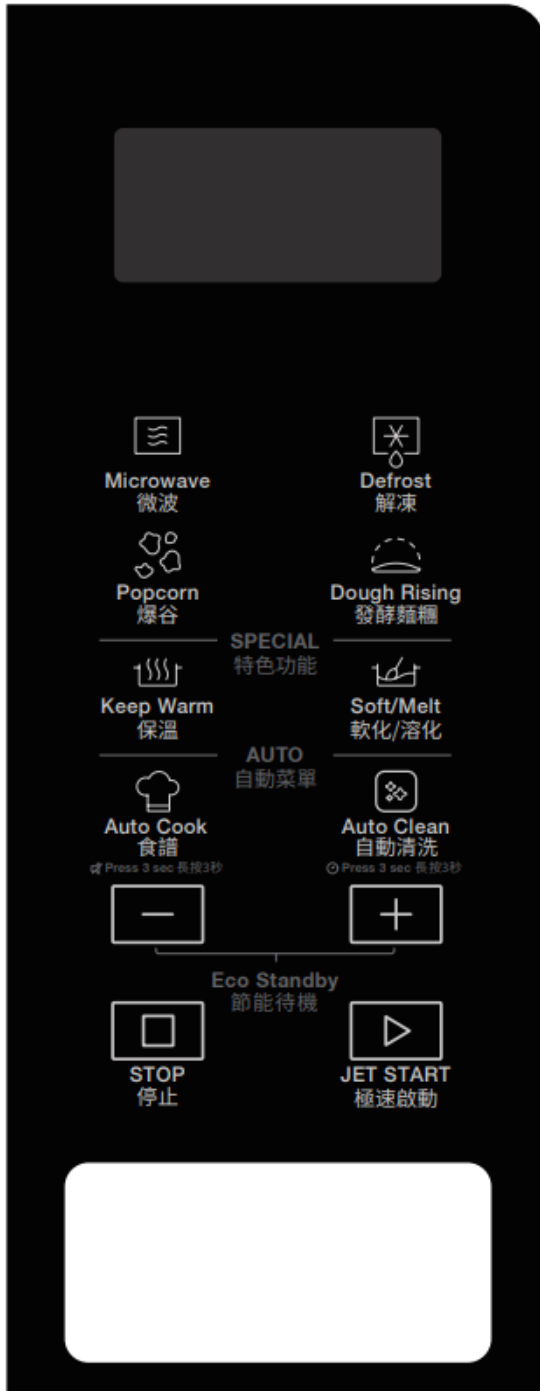 Microwave
微波
Defrost
解凍
Popcorn
爆谷
Dough Rising
發酵麵糰
SPECIAL
特色功能
Keep Warm
保溫
Soft/Melt
軟化/溶化
AUTO
自動菜單
Auto Cook
食譜
Press 3 sec 長按3秒
Auto Clean
自動清洗
Press 3 sec 長按3秒
Eco Standby
節能待機
STOP
停止
JET START
極速啟動